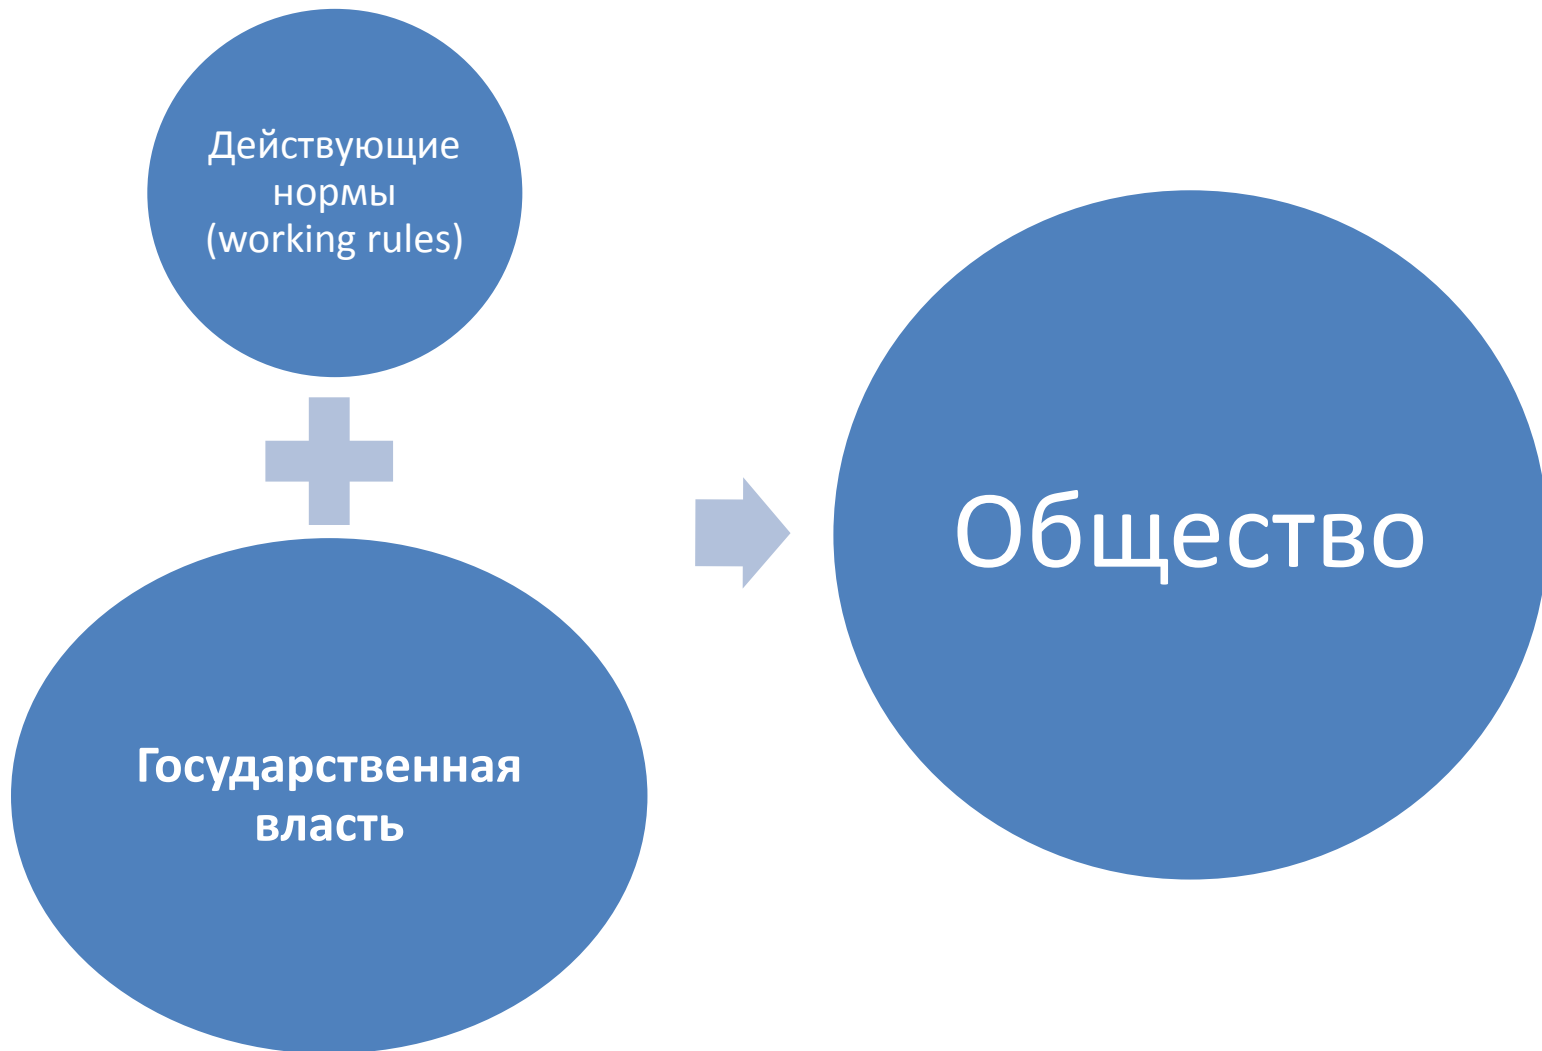 Действующие
нормы
(working rules)
Государственная
власть
Общество